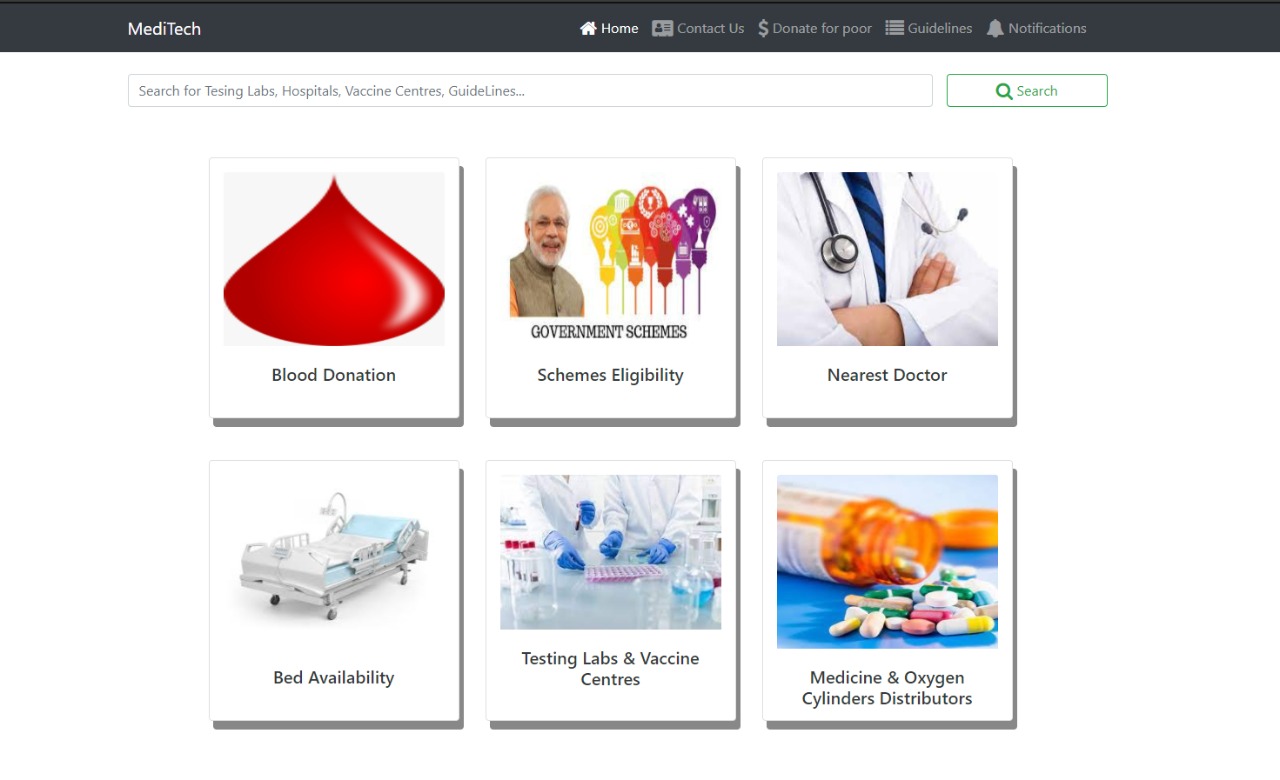 MediTech
Home
Contact Us
Donate for poor
Guidelines
Notifications
Search for Tesing Labs, Hospitals, Vaccine Centres, GuideLines...
Search
GOVERNMENT SCHEMES
Blood Donation
Schemes Eligibility
Nearest Doctor
Bed Availability
Testing Labs & Vaccine
Centres
Medicine & Oxygen
Cylinders Distributors